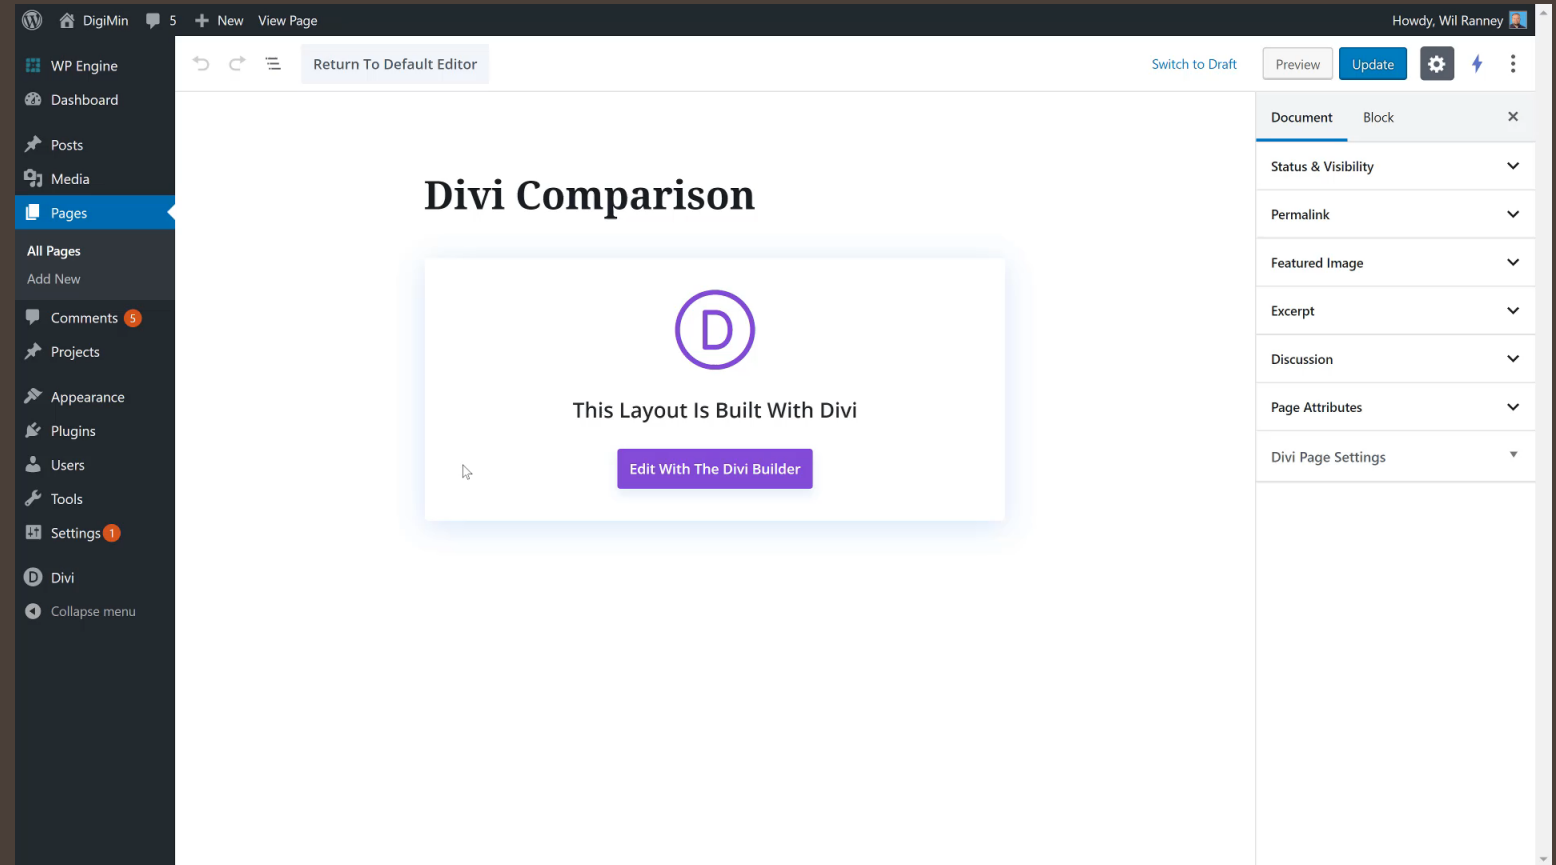 DigiMin 5 New View Page Howdy, Wil Ranney
WP Engine
Dashboard
Posts
Media
Pages
All Pages
Add New
Comments 5
Projects
Appearance
Plugins
Users
Tools
Settings 1
Divi
Collapse menu
Return To Default Editor Switch to Draft Preview Update
Divi Comparison
D
This Layout Is Built With Divi
Edit With The Divi Builder
Document Block
Status & Visibility
Permalink
Featured Image
Excerpt
Discussion
Page Attributes
Divi Page Settings